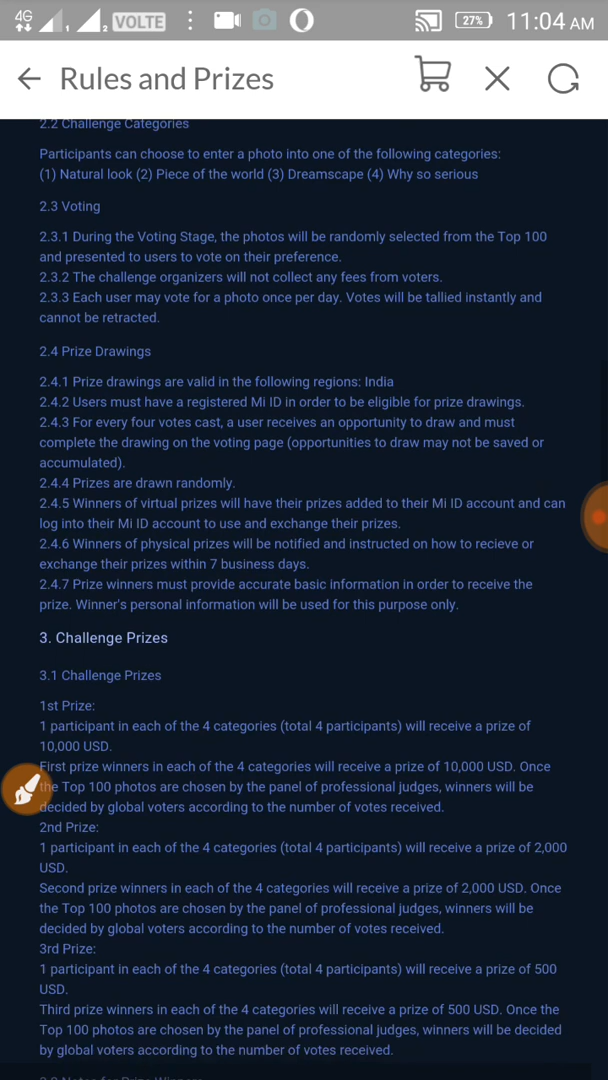 4G 1 2 VOLTE 27% 11:04 AM
Rules and Prizes
2.2 Challenge Categories
Participants can choose to enter a photo into one of the following categories:
(1) Natural look (2) Piece of the world (3) Dreamscape (4) Why so serious
2.3 Voting
2.3.1 During the Voting Stage, the photos will be randomly selected from the Top 100
and presented to users to vote on their preference.
2.3.2 The challenge organizers will not collect any fees from voters.
2.3.3 Each user may vote for a photo once per day. Votes will be tallied instantly and
cannot be retracted.
2.4 Prize Drawings
2.4.1 Prize drawings are valid in the following regions: India
2.4.2 Users must have a registered Mi ID in order to be eligible for prize drawings.
2.4.3 For every four votes cast, a user receives an opportunity to draw and must
complete the drawing on the voting page (opportunities to draw may not be saved or
accumulated).
2.4.4 Prizes are drawn randomly.
2.4.5 Winners of virtual prizes will have their prizes added to their Mi ID account and can
log into their Mi ID account to use and exchange their prizes.
2.4.6 Winners of physical prizes will be notified and instructed on how to recieve or
exchange their prizes within 7 business days.
2.4.7 Prize winners must provide accurate basic information in order to receive the
prize. Winner's personal information will be used for this purpose only.
3. Challenge Prizes
3.1 Challenge Prizes
1st Prize:
1 participant in each of the 4 categories (total 4 participants) will receive a prize of
10,000 USD.
First prize winners in each of the 4 categories will receive a prize of 10,000 USD. Once
the Top 100 photos are chosen by the panel of professional judges, winners will be
decided by global voters according to the number of votes received.
2nd Prize:
1 participant in each of the 4 categories (total 4 participants) will receive a prize of 2,000
USD.
Second prize winners in each of the 4 categories will receive a prize of 2,000 USD. Once
the Top 100 photos are chosen by the panel of professional judges, winners will be
decided by global voters according to the number of votes received.
3rd Prize:
1 participant in each of the 4 categories (total 4 participants) will receive a prize of 500
USD.
Third prize winners in each of the 4 categories will receive a prize of 500 USD. Once the
Top 100 photos are chosen by the panel of professional judges, winners will be decided
by global voters according to the number of votes received.